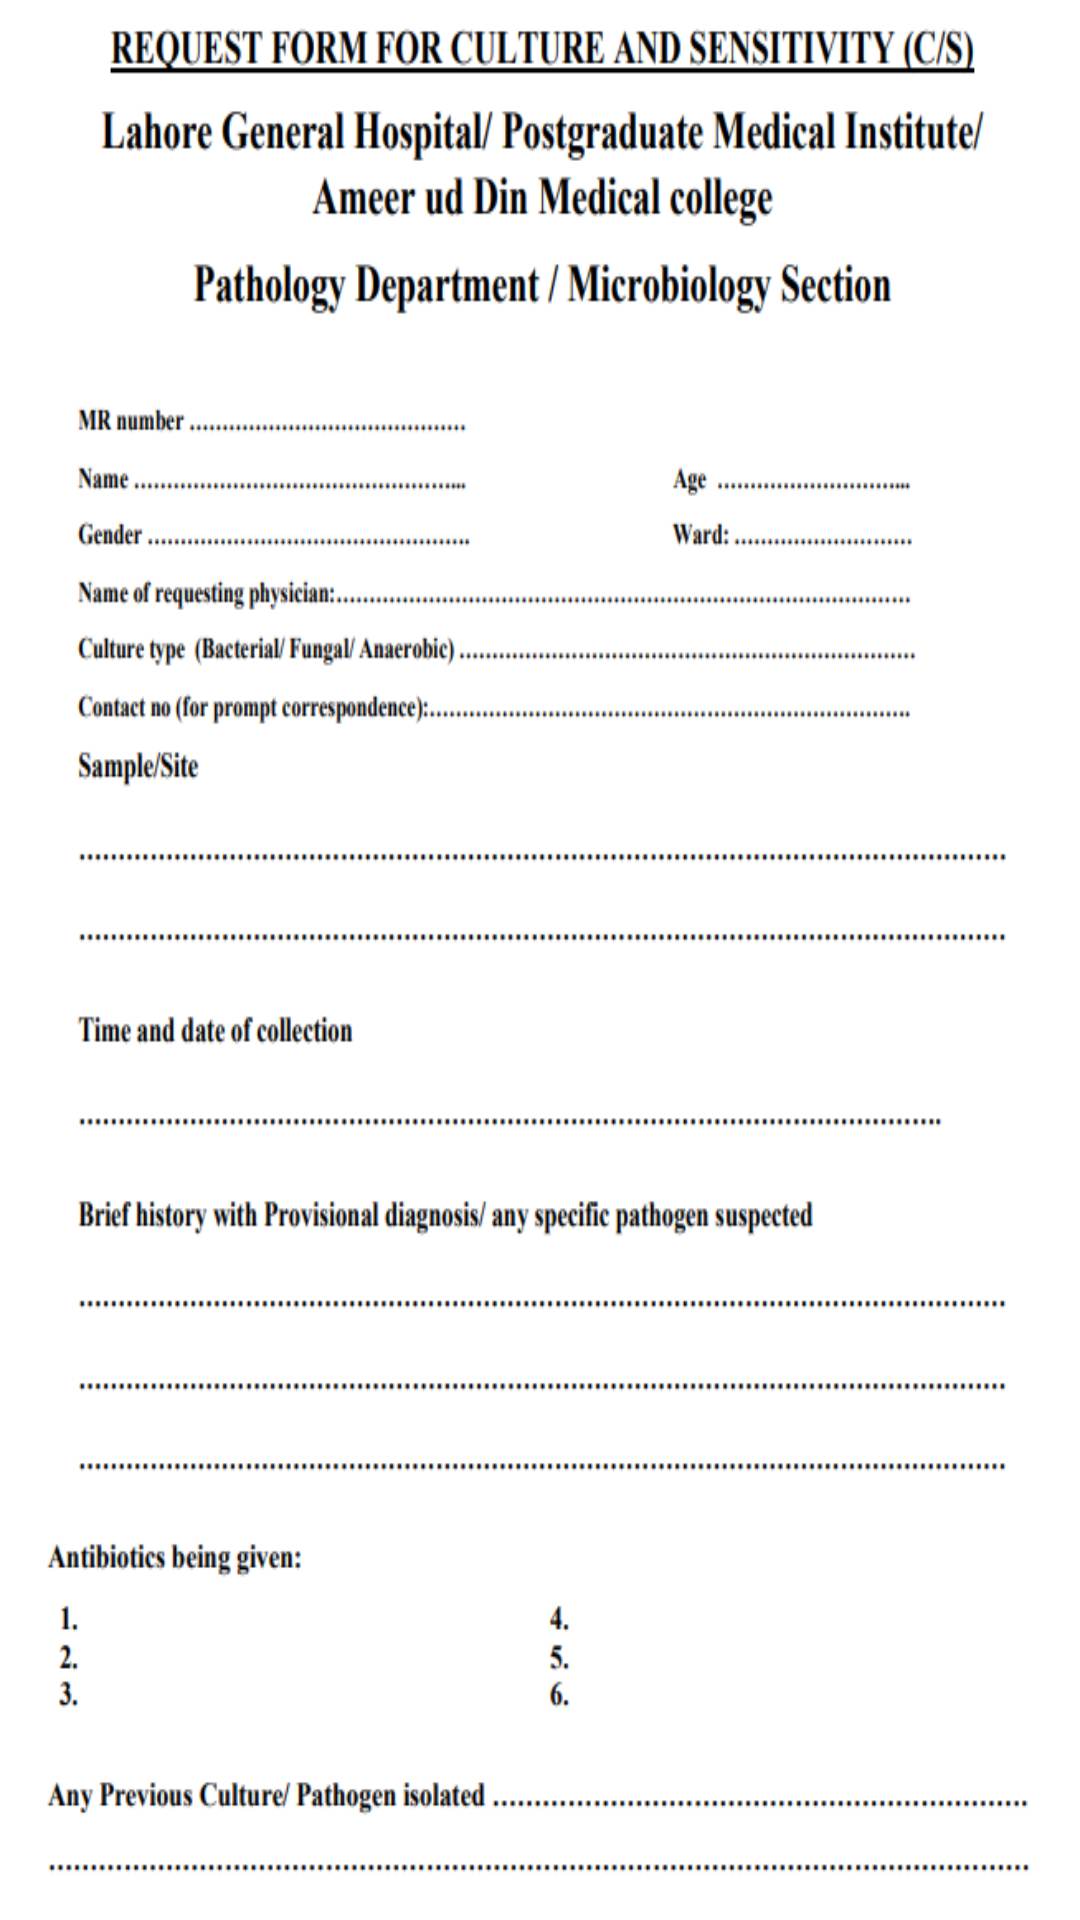 REQUEST FORM FOR CULTURE AND SENSITIVITY (C/S)
Lahore General Hospital/ Postgraduate Medical Institute/
Ameer ud Din Medical college
Pathology Department / Microbiology Section
MR number ..........................................
Name .................................................... Age ..............................
Gender .................................................. Ward: ...........................
Name of requesting physician:........................................................................................
Culture type (Bacterial/ Fungal/ Anaerobic) ......................................................................
Contact no (for prompt correspondence):..........................................................................
Sample/Site
......................................................................................................................
......................................................................................................................
Time and date of collection
..............................................................................................................
Brief history with Provisional diagnosis/ any specific pathogen suspected
......................................................................................................................
......................................................................................................................
......................................................................................................................
Antibiotics being given:
1. 4.
2. 5.
3. 6.
Any Previous Culture/ Pathogen isolated ..................................................................
..........................................................................................................................